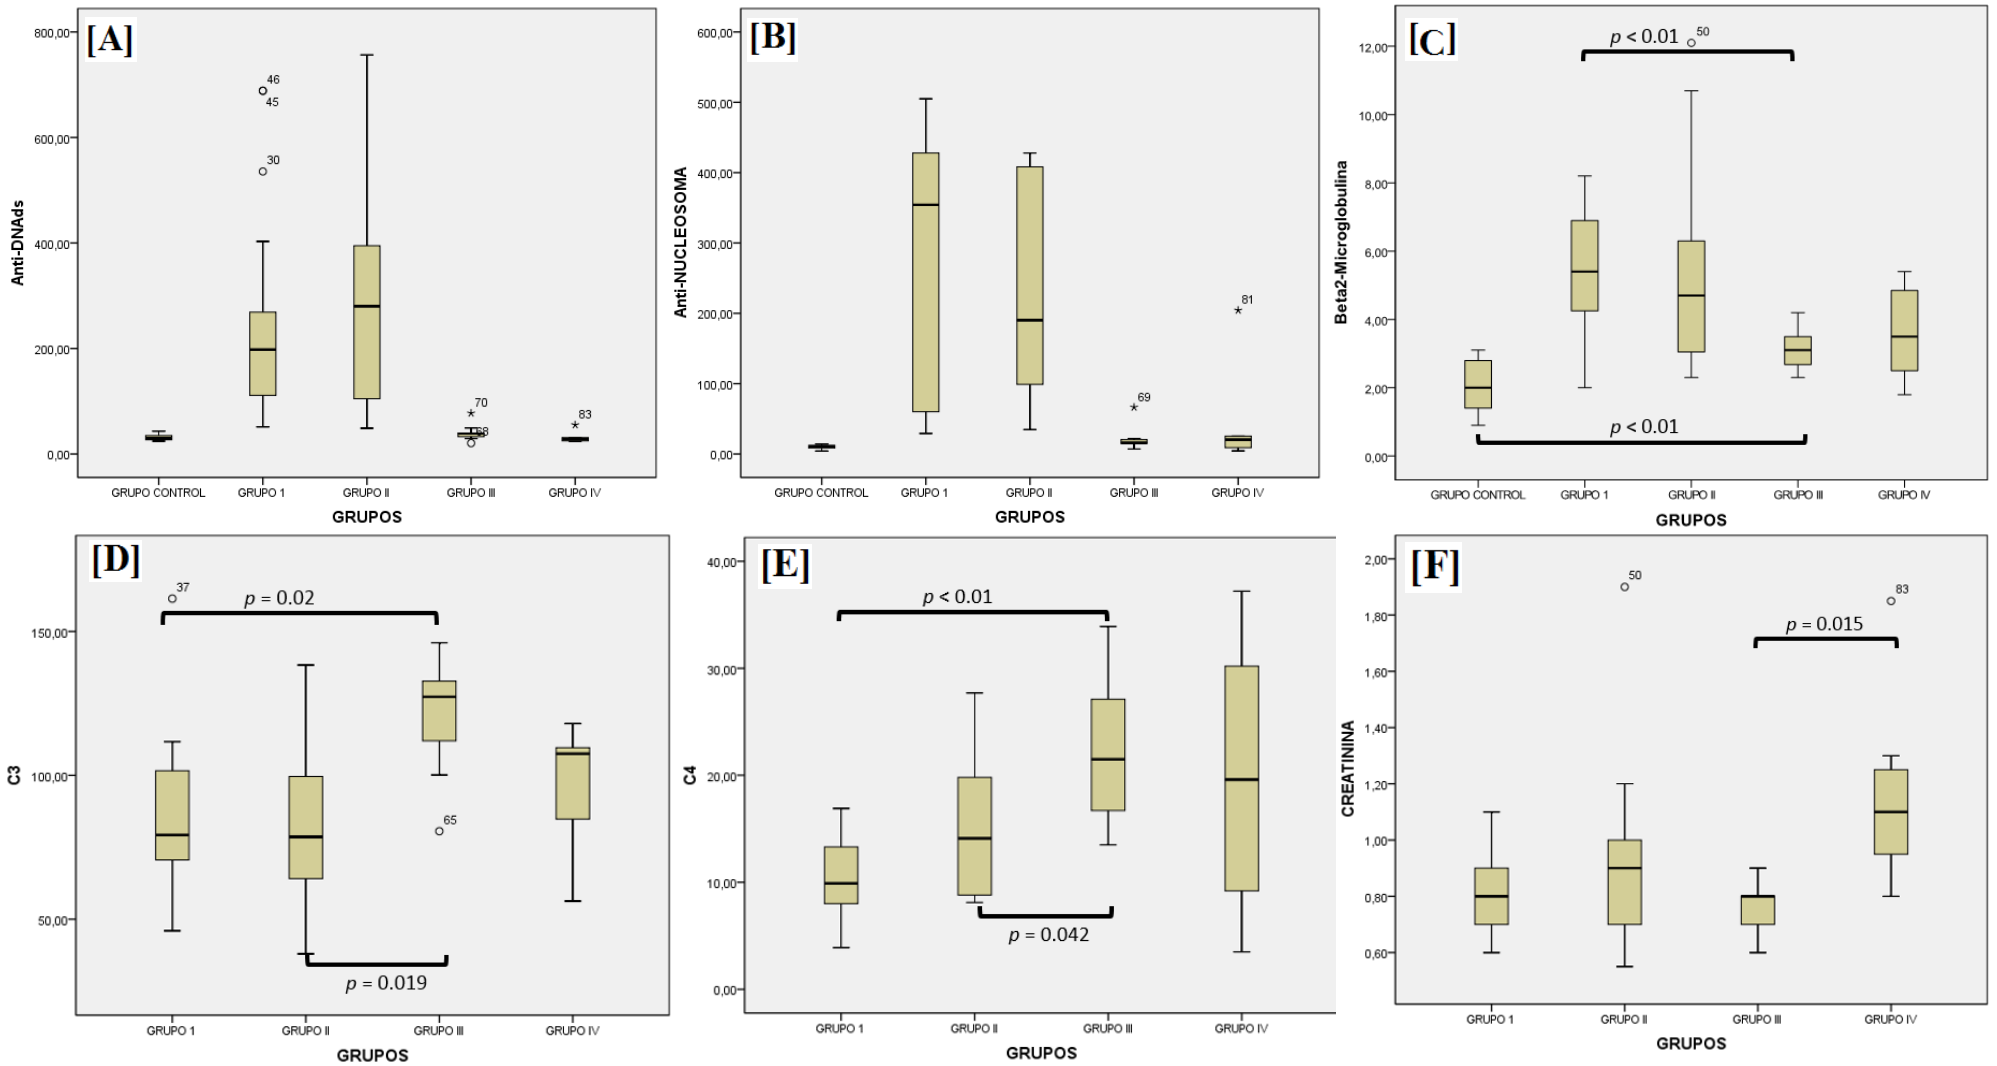 [A]
800,00
600,00
400,00
200,00
0,00
Anti-DNAds
46
45
30
70
68
83
GRUPO CONTROL GRUPO 1 GRUPO II GRUPO III GRUPO IV
GRUPOS
[B]
600,00
500,00
400,00
300,00
200,00
100,00
0,00
Anti-NUCLEOSOMA
69
81
GRUPO CONTROL GRUPO 1 GRUPO II GRUPO III GRUPO IV
GRUPOS
[C]
12,00
10,00
8,00
6,00
4,00
2,00
0,00
Beta2-Microglobulina
p < 0.01
50
p < 0.01
GRUPO CONTROL GRUPO 1 GRUPO II GRUPO III GRUPO IV
GRUPOS
[D]
150,00
100,00
50,00
C3
37
p = 0.02
65
p = 0.019
GRUPO 1 GRUPO II GRUPO III GRUPO IV
GRUPOS
[E]
40,00
30,00
20,00
10,00
0,00
C4
p < 0.01
p = 0.042
GRUPO 1 GRUPO II GRUPO III GRUPO IV
GRUPOS
[F]
2,00
1,80
1,60
1,40
1,20
1,00
0,80
0,60
CREATININA
50
83
p = 0.015
GRUPO 1 GRUPO II GRUPO III GRUPO IV
GRUPOS